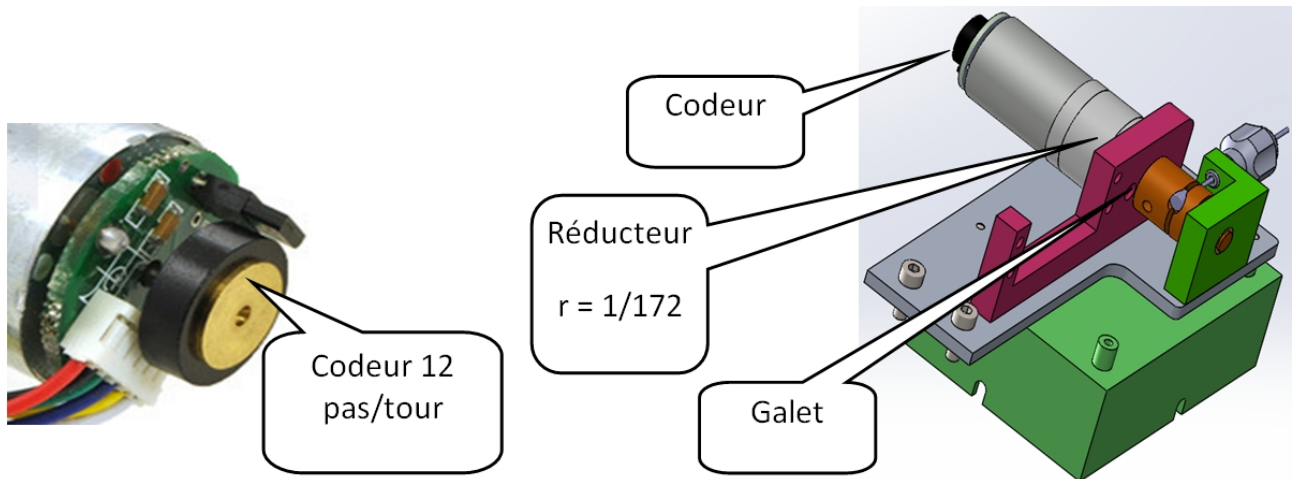 Codeur
Réducteur
r = 1/172
Codeur 12
pas/tour
Galet